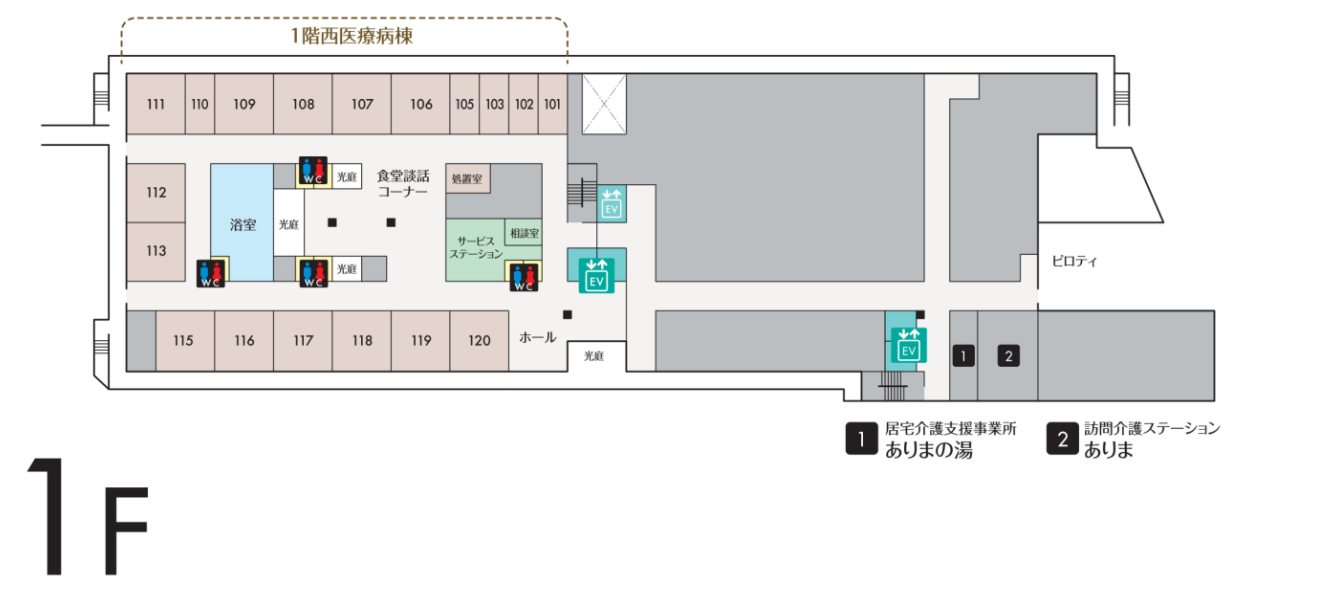 1階西医療病棟
111 110 109 108 107 106 105 103 102 101
112
113
浴室
WC
光庭
光庭
WC
光庭
WC
食堂談話
コーナー
処置室
サービス
ステーション
相談室
WC
EV
EV
ピロティ
115 116 117 118 119 120
ホール
光庭
EV
1
2
1 居宅介護支援事業所
ありまの湯
2 訪問介護ステーション
ありま
1F